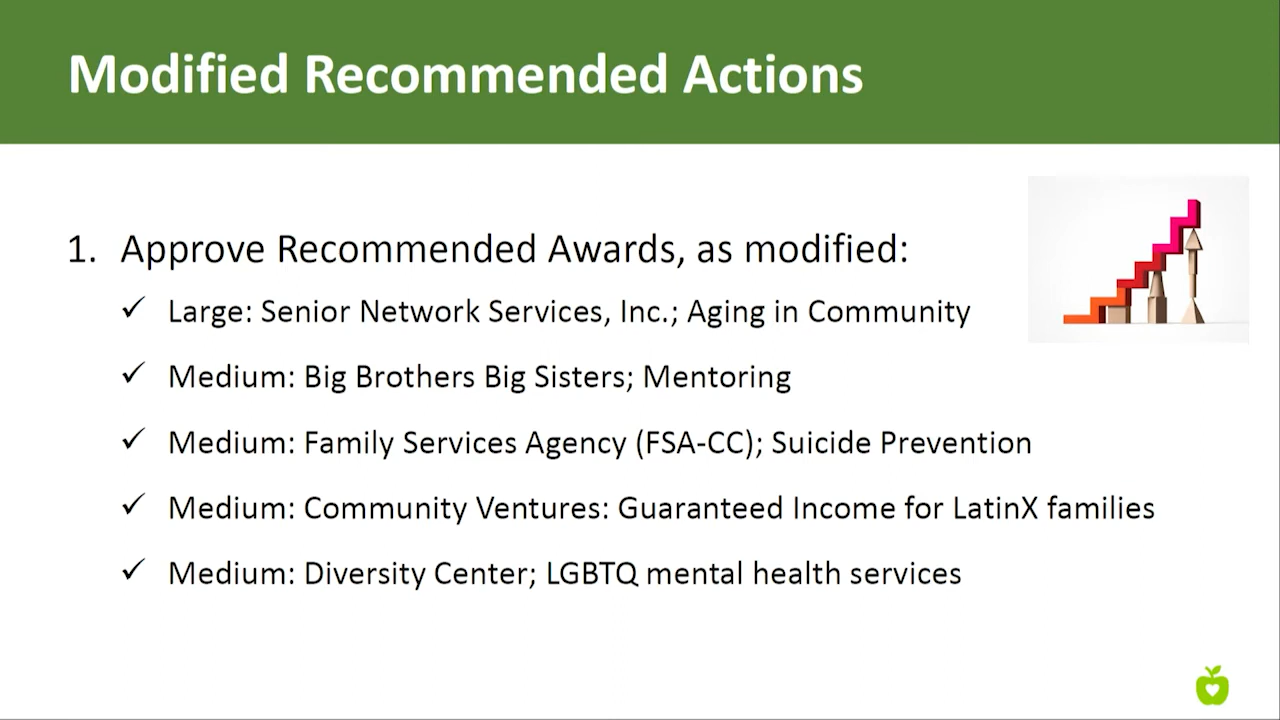 Modified Recommended Actions
1. Approve Recommended Awards, as modified:
✓ Large: Senior Network Services, Inc.; Aging in Community
✓ Medium: Big Brothers Big Sisters; Mentoring
✓ Medium: Family Services Agency (FSA-CC); Suicide Prevention
✓ Medium: Community Ventures: Guaranteed Income for LatinX families
✓ Medium: Diversity Center; LGBTQ mental health services